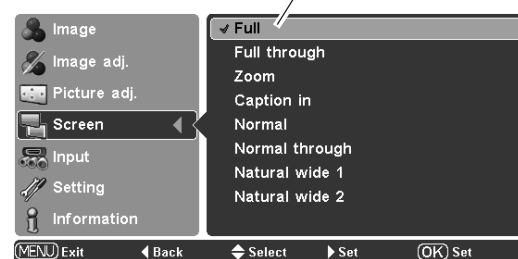 Image
Image adj.
Picture adj.
Screen
Input
Setting
Information
Full
Full through
Zoom
Caption in
Normal
Normal through
Natural wide 1
Natural wide 2
MENU Exit Back Select Set OK Set